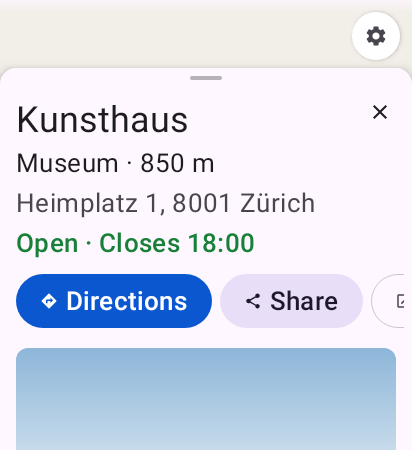 Kunsthaus
Museum · 850 m
Heimplatz 1, 8001 Zürich
Open · Closes 18:00
Directions
Share